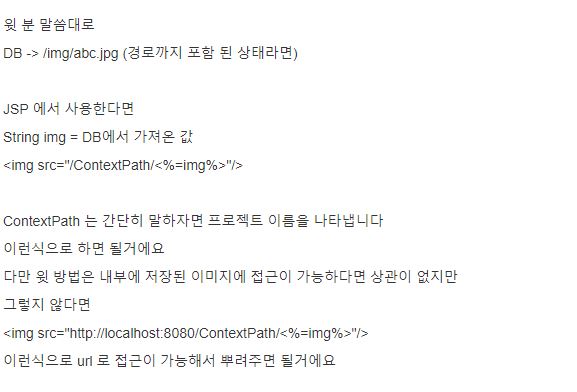 윗 분 말씀대로
DB -> /img/abc.jpg (경로까지 포함 된 상태라면)
JSP 에서 사용한다면
String img = DB에서 가져온 값
<img src="/ContextPath/<%=img%>"/>
ContextPath 는 간단히 말하자면 프로젝트 이름을 나타냅니다
이런식으로 하면 될거에요
다만 윗 방법은 내부에 저장된 이미지에 접근이 가능하다면 상관이 없지만
그렇지 않다면
<img src="http://localhost:8080/ContextPath/<%=img%>"/>
이런식으로 url 로 접근이 가능해서 뿌려주면 될거에요